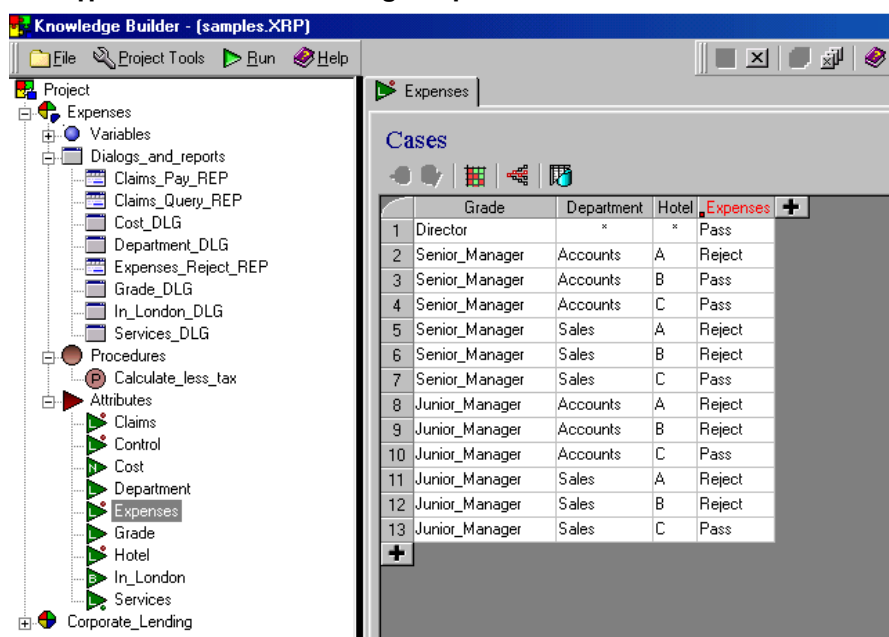 Knowledge Builder - (samples.XRP)
File Project Tools Run Help
Project
Expenses
Variables
Dialogs_and_reports
Claims_Pay_REP
Claims_Query_REP
Cost_DLG
Department_DLG
Expenses_Reject_REP
Grade_DLG
In_London_DLG
Services_DLG
Procedures
P Calculate_less_tax
Attributes
L Claims
L Control
N Cost
L Department
L Expenses
L Grade
L Hotel
B In_London
L Services
Corporate_Lending
Expenses
Cases
Grade Department Hotel Expenses
1 Director * * Pass
2 Senior_Manager Accounts A Reject
3 Senior_Manager Accounts B Pass
4 Senior_Manager Accounts C Pass
5 Senior_Manager Sales A Reject
6 Senior_Manager Sales B Reject
7 Senior_Manager Sales C Pass
8 Junior_Manager Accounts A Reject
9 Junior_Manager Accounts B Reject
10 Junior_Manager Accounts C Pass
11 Junior_Manager Sales A Reject
12 Junior_Manager Sales B Reject
13 Junior_Manager Sales C Pass